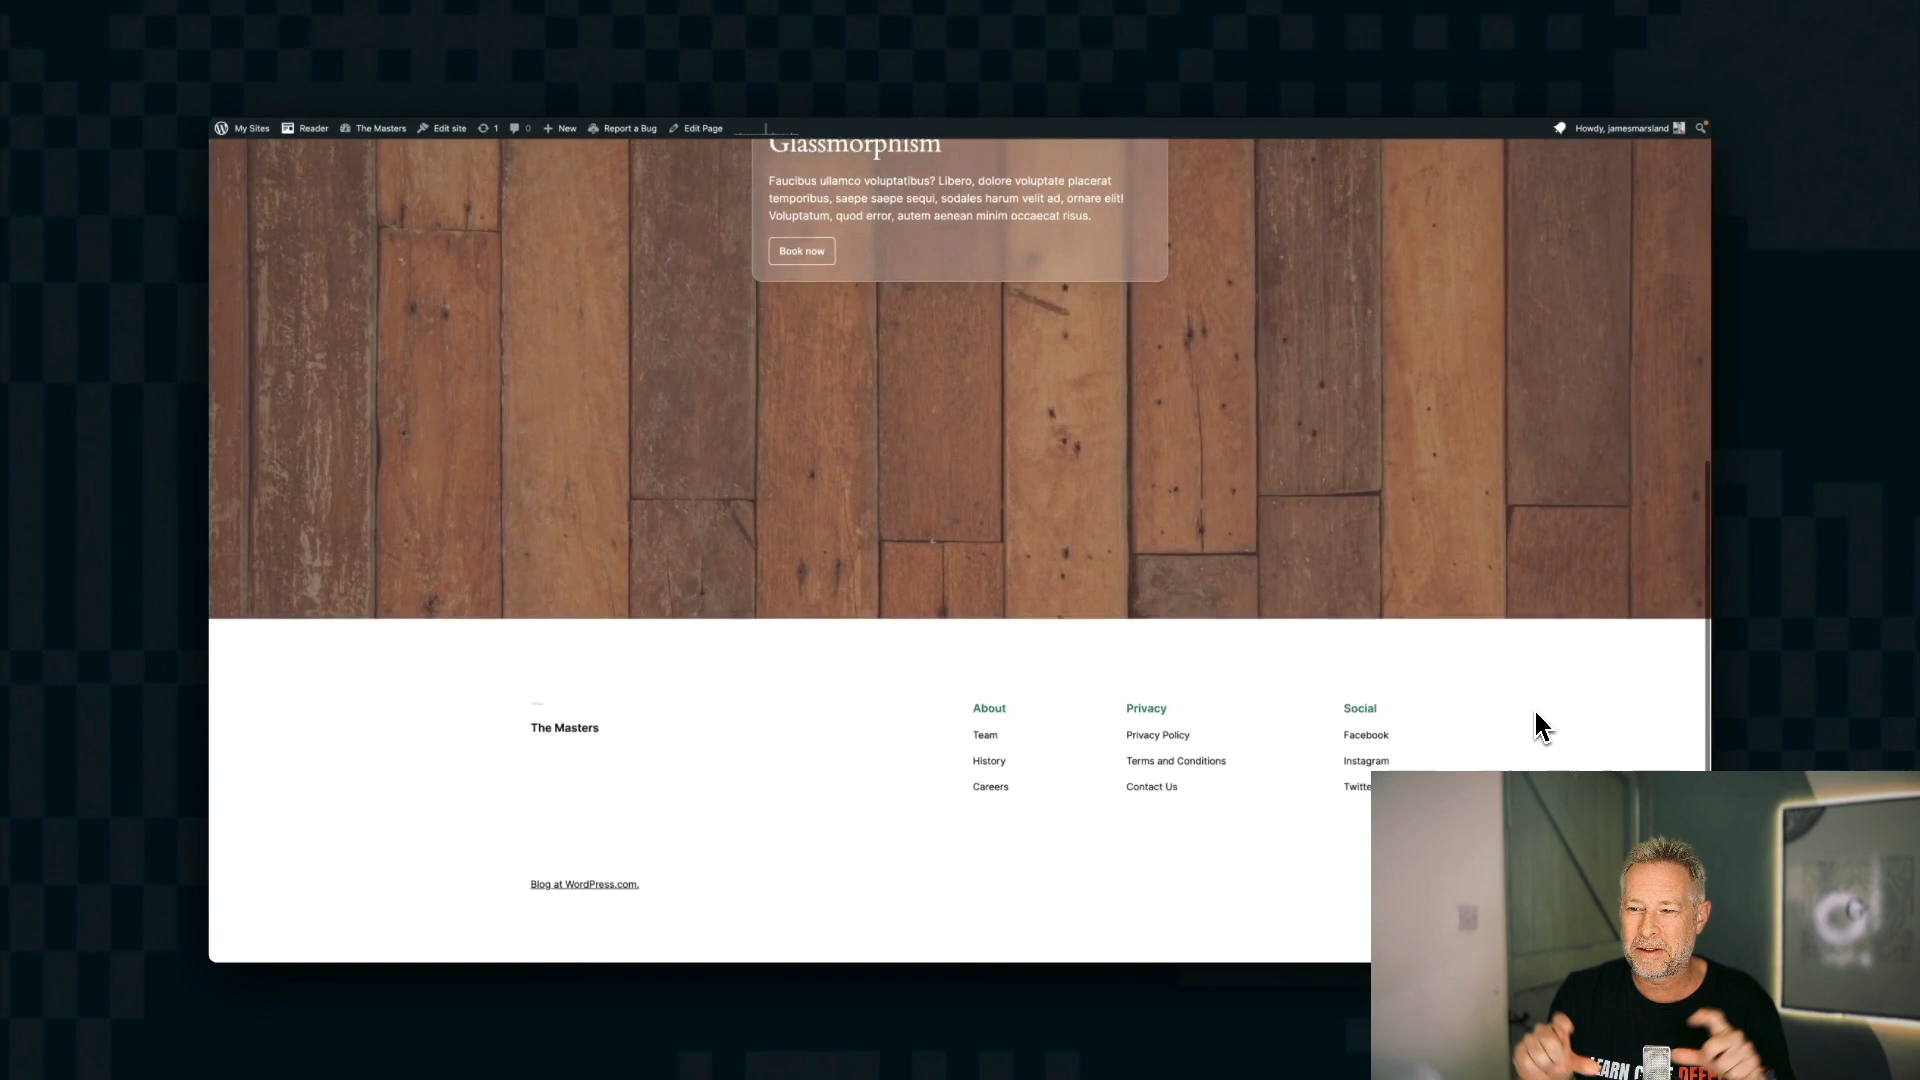 My Sites Reader The Masters Edit site 1 0 New Report a Bug Edit Page Howdy, jamesmarsland
Glassmorphism
Faucibus ullamco voluptatibus? Libero, dolore voluptate placerat
temporibus, saepe saepe sequi, sodales harum velit ad, ornare elit!
Voluptatum, quod error, autem aenean minim occaecat risus.
Book now
The Masters
About
Team
History
Careers
Privacy
Privacy Policy
Terms and Conditions
Contact Us
Social
Facebook
Instagram
Blog at WordPress.com.